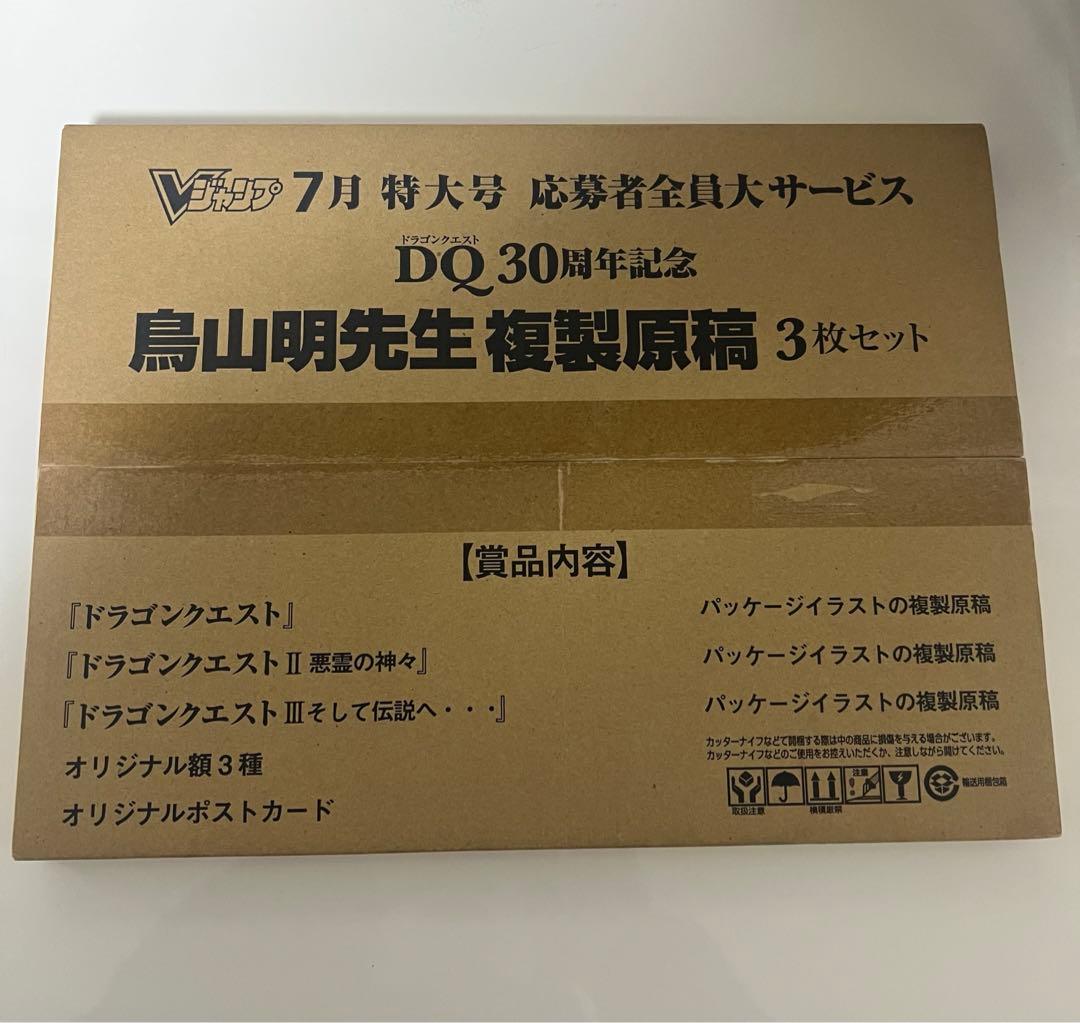 Vジャンプ 7月 特大号 応募者全員大サービス
ドラゴンクエスト
DQ 30周年記念
鳥山明先生 複製原稿 3枚セット
【賞品内容】
『ドラゴンクエスト』 パッケージイラストの複製原稿
『ドラゴンクエストⅡ 悪霊の神々』 パッケージイラストの複製原稿
『ドラゴンクエストⅢ そして伝説へ・・・』 パッケージイラストの複製原稿
オリジナル額3種
オリジナルポストカード
カッターナイフなどで開梱する際は中の商品に損傷を与える場合がございます。
カッターナイフなどのご使用をお控えいただくか、注意しながら開けてください。
注意
取扱注意
横積厳禁
輸送用梱包箱